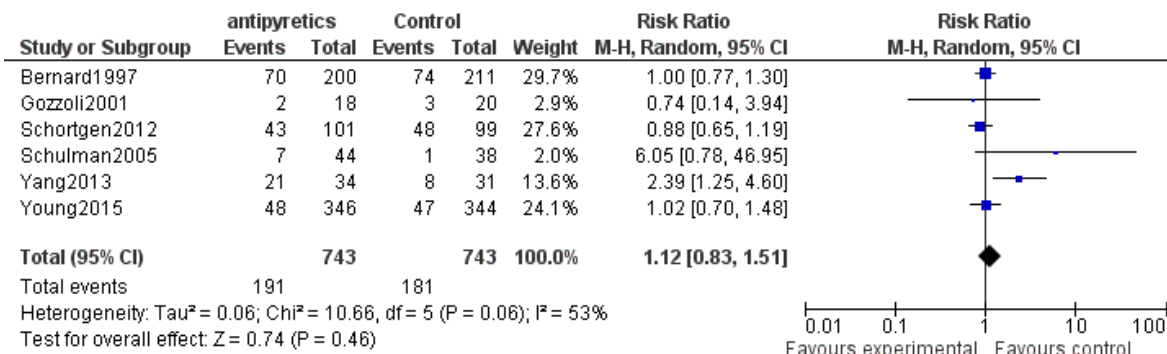 antipyretics Control Risk Ratio Risk Ratio
Study or Subgroup Events Total Events Total Weight M-H, Random, 95% CI M-H, Random, 95% CI
Bernard1997 70 200 74 211 29.7% 1.00 [0.77, 1.30]
Gozzoli2001 2 18 3 20 2.9% 0.74 [0.14, 3.94]
Schortgen2012 43 101 48 99 27.6% 0.88 [0.65, 1.19]
Schulman2005 7 44 1 38 2.0% 6.05 [0.78, 46.95]
Yang2013 21 34 8 31 13.6% 2.39 [1.25, 4.60]
Young2015 48 346 47 344 24.1% 1.02 [0.70, 1.48]
Total (95% CI) 743 743 100.0% 1.12 [0.83, 1.51]
Total events 191 181
Heterogeneity: Tau² = 0.06; Chi² = 10.66, df = 5 (P = 0.06); I² = 53%
Test for overall effect: Z = 0.74 (P = 0.46)
0.01 0.1 1 10 100
Favours experimental Favours control